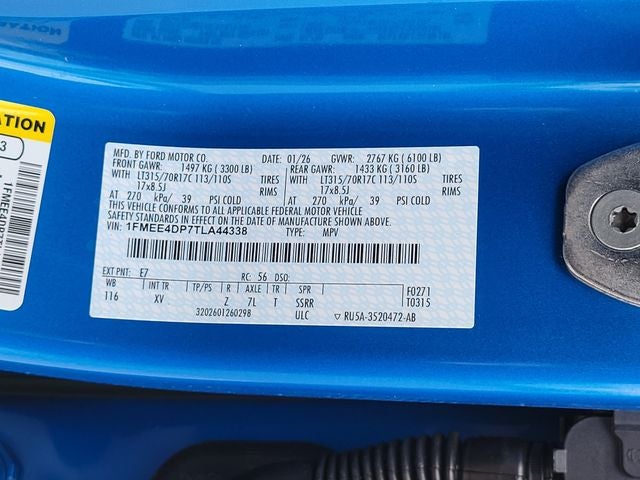 ATION
3
MFD. BY FORD MOTOR CO. DATE: 01/26 GVWR: 2767 KG ( 6100 LB)
FRONT GAWR: 1497 KG ( 3300 LB) REAR GAWR: 1433 KG ( 3160 LB)
WITH LT315/70R17C 113/110S TIRES WITH LT315/70R17C 113/110S TIRES
17x8.5J RIMS 17x8.5J RIMS
AT 270 kPa/ 39 PSI COLD AT 270 kPa/ 39 PSI COLD
THIS VEHICLE CONFORMS TO ALL APPLICABLE FEDERAL MOTOR VEHICLE
SAFETY STANDARDS IN EFFECT ON THE DATE OF MANUFACTURE SHOWN ABOVE.
VIN: 1FMEE4DP7TLA44338 TYPE: MPV
EXT PNT: E7 RC: 56 DSO:
WB INT TR TP/PS R AXLE TR SPR F0271
116 XV Z 7L T SSRR T0315
3202601260298 ULC ▽ RU5A-3520472-AB